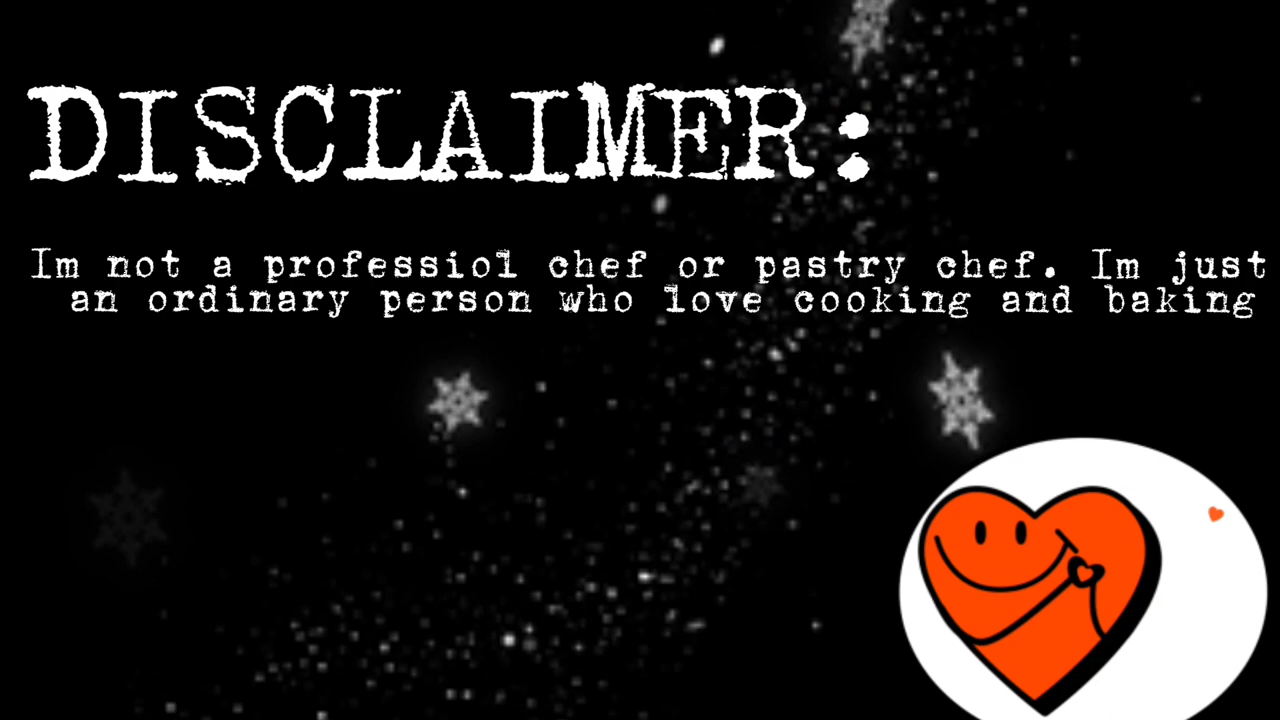 DISCLAIMER:
Im not a professiol chef or pastry chef. Im just
an ordinary person who love cooking and baking